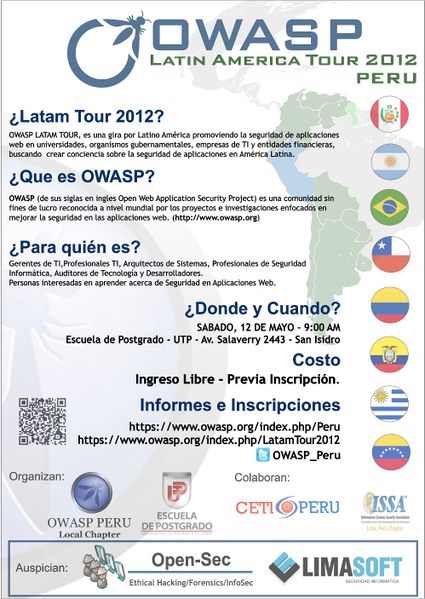 OWASP
LATIN AMERICA TOUR 2012
PERU
¿Latam Tour 2012?
OWASP LATAM TOUR, es una gira por Latino América promoviendo la seguridad de aplicaciones
web en universidades, organismos gubernamentales, empresas de TI y entidades financieras,
buscando crear conciencia sobre la seguridad de aplicaciones en América Latina.
¿Que es OWASP?
OWASP (de sus siglas en ingles Open Web Application Security Project) es una comunidad sin
fines de lucro reconocida a nivel mundial por los proyectos e investigaciones enfocados en
mejorar la seguridad en las aplicaciones web. (http://www.owasp.org)
¿Para quién es?
Gerentes de TI,Profesionales TI, Arquitectos de Sistemas, Profesionales de Seguridad
Informática, Auditores de Tecnología y Desarrolladores.
Personas interesadas en aprender acerca de Seguridad en Aplicaciones Web.
¿Donde y Cuando?
SABADO, 12 DE MAYO - 9:00 AM
Escuela de Postgrado - UTP - Av. Salaverry 2443 - San Isidro
Costo
Ingreso Libre - Previa Inscripción.
Informes e Inscripciones
https://www.owasp.org/index.php/Peru
https://www.owasp.org/index.php/LatamTour2012
OWASP_Peru
Organizan:
Colaboran:
OWASP PERU
Local Chapter
ESCUELA
DE POSTGRADO
CETI PERU
ISSA
Information Systems Security Association
Lima, Perú Chapter
Auspician:
Open-Sec
Ethical Hacking/Forensics/InfoSec
LIMASOFT
SEGURIDAD INFORMÁTICA